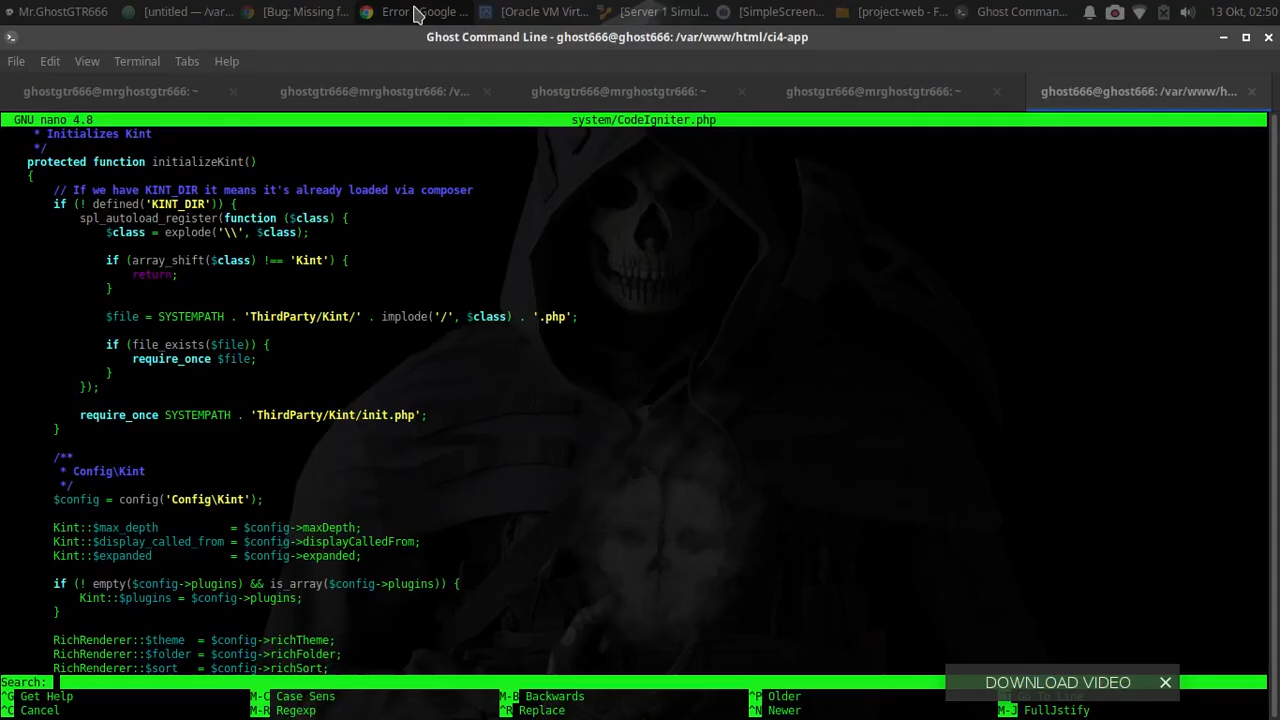 Mr.GhostGTR666
[untitled — /var...
[Bug: Missing f...
Error
Google ...
[Oracle VM Virt...
[Server 1 Simul...
[SimpleScreen...
[project-web - F...
Ghost Comman...
13 Okt, 02:50
Ghost Command Line - ghost666@ghost666: /var/www/html/ci4-app
File Edit View Terminal Tabs Help
ghostgtr666@mrghostgtr666: ~
ghostgtr666@mrghostgtr666: /v...
ghostgtr666@mrghostgtr666: ~
ghostgtr666@mrghostgtr666: ~
ghost666@ghost666: /var/www/h...
GNU nano 4.8 system/CodeIgniter.php
* Initializes Kint
*/
protected function initializeKint()
{
// If we have KINT_DIR it means it's already loaded via composer
if (! defined('KINT_DIR')) {
spl_autoload_register(function ($class) {
$class = explode('\\', $class);
if (array_shift($class) !== 'Kint') {
return;
}
$file = SYSTEMPATH . 'ThirdParty/Kint/' . implode('/', $class) . '.php';
if (file_exists($file)) {
require_once $file;
}
});
require_once SYSTEMPATH . 'ThirdParty/Kint/init.php';
}
/**
* Config\Kint
*/
$config = config('Config\Kint');
Kint::$max_depth = $config->maxDepth;
Kint::$display_called_from = $config->displayCalledFrom;
Kint::$expanded = $config->expanded;
if (! empty($config->plugins) && is_array($config->plugins)) {
Kint::$plugins = $config->plugins;
}
RichRenderer::$theme = $config->richTheme;
RichRenderer::$folder = $config->richFolder;
RichRenderer::$sort = $config->richSort;
DOWNLOAD VIDEO
Search:
^G Get Help M-C Case Sens M-B Backwards ^P Older Go To Line
^C Cancel M-R Regexp ^R Replace ^N Newer M-J FullJstify